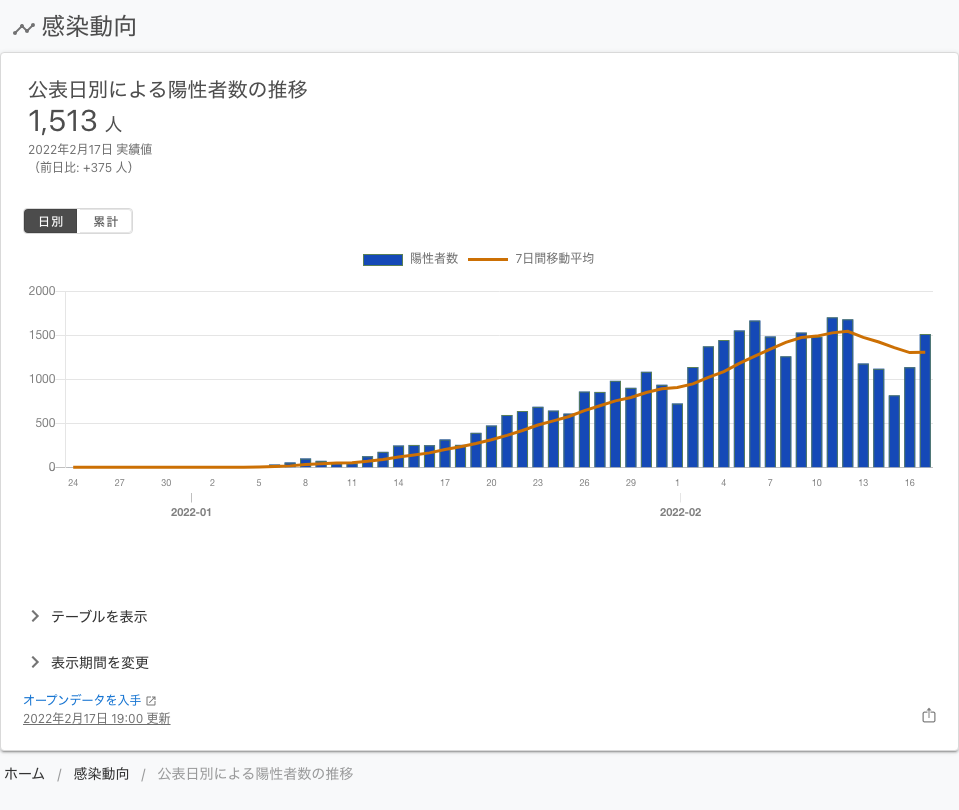 感染動向
公表日別による陽性者数の推移
1,513 人
2022年2月17日 実績値
（前日比: +375 人）
日別 累計
陽性者数 7日間移動平均
2000
1500
1000
500
0
24 27 30 2 5 8 11 14 17 20 23 26 29 1 4 7 10 13 16
2022-01 2022-02
テーブルを表示
表示期間を変更
オープンデータを入手
2022年2月17日 19:00 更新
ホーム / 感染動向 / 公表日別による陽性者数の推移